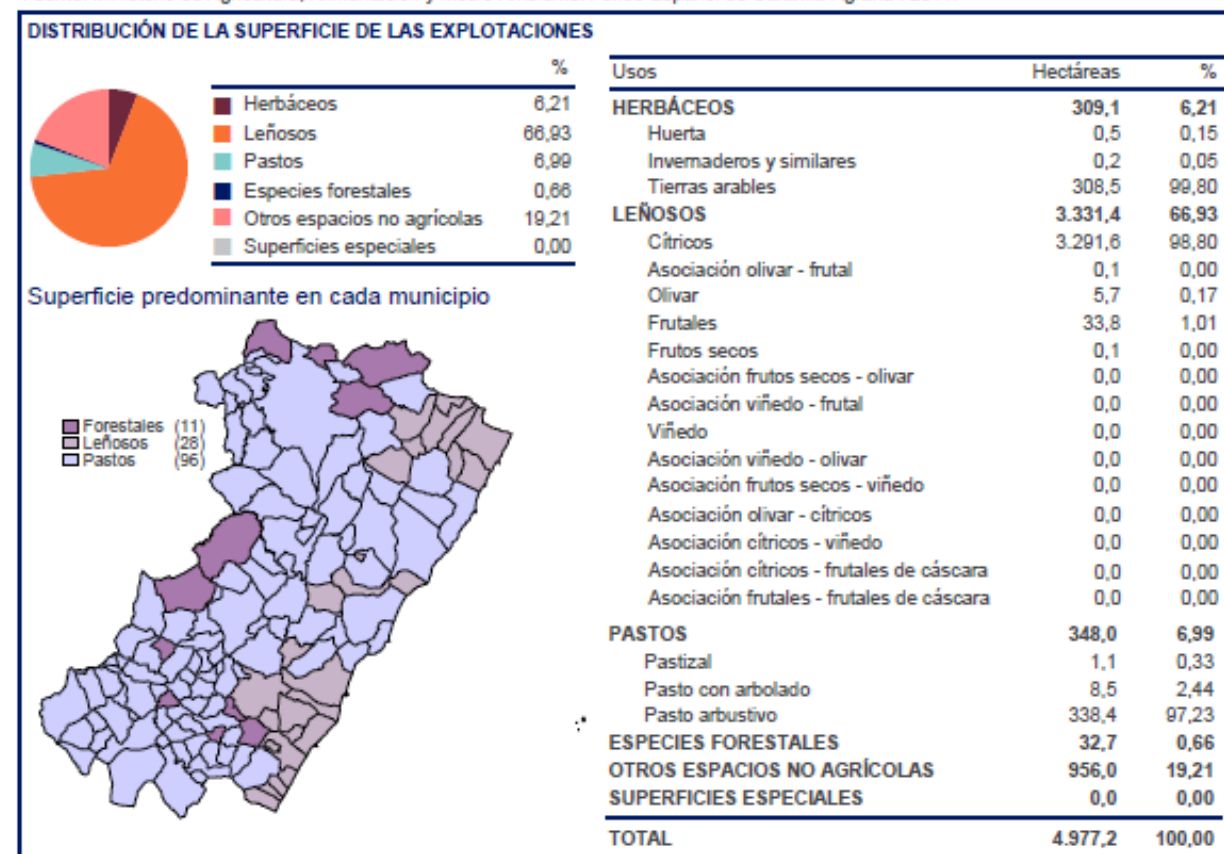 DISTRIBUCIÓN DE LA SUPERFICIE DE LAS EXPLOTACIONES
%
Herbáceos 6,21
Leñosos 66,93
Pastos 6,99
Especies forestales 0,66
Otros espacios no agrícolas 19,21
Superficies especiales 0,00
Superficie predominante en cada municipio
Forestales (11)
Leñosos (28)
Pastos (96)
Usos Hectáreas %
HERBÁCEOS 309,1 6,21
Huerta 0,5 0,15
Invernaderos y similares 0,2 0,05
Tierras arables 308,5 99,80
LEÑOSOS 3.331,4 66,93
Cítricos 3.291,6 98,80
Asociación olivar - frutal 0,1 0,00
Olivar 5,7 0,17
Frutales 33,8 1,01
Frutos secos 0,1 0,00
Asociación frutos secos - olivar 0,0 0,00
Asociación viñedo - frutal 0,0 0,00
Viñedo 0,0 0,00
Asociación viñedo - olivar 0,0 0,00
Asociación frutos secos - viñedo 0,0 0,00
Asociación olivar - cítricos 0,0 0,00
Asociación cítricos - viñedo 0,0 0,00
Asociación cítricos - frutales de cáscara 0,0 0,00
Asociación frutales - frutales de cáscara 0,0 0,00
PASTOS 348,0 6,99
Pastizal 1,1 0,33
Pasto con arbolado 8,5 2,44
Pasto arbustivo 338,4 97,23
ESPECIES FORESTALES 32,7 0,66
OTROS ESPACIOS NO AGRÍCOLAS 956,0 19,21
SUPERFICIES ESPECIALES 0,0 0,00
TOTAL 4.977,2 100,00